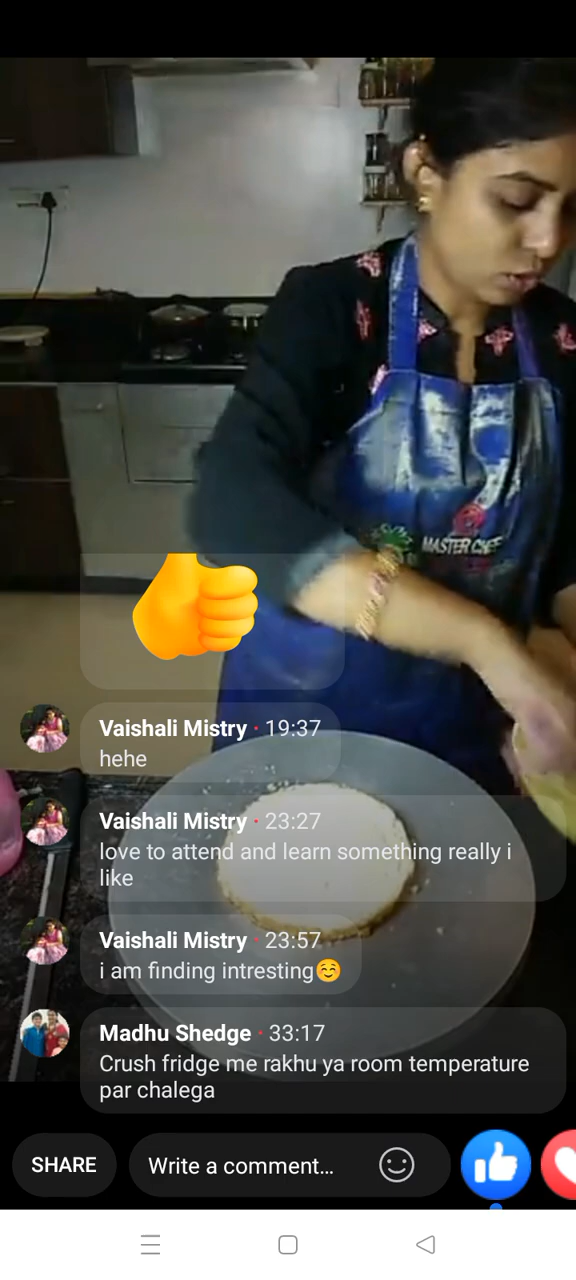 MASTER CHEF
Vaishali Mistry · 19:37
hehe
Vaishali Mistry · 23:27
love to attend and learn something really i
like
Vaishali Mistry · 23:57
i am finding intresting☺️
Madhu Shedge · 33:17
Crush fridge me rakhu ya room temperature
par chalega
SHARE
Write a comment...